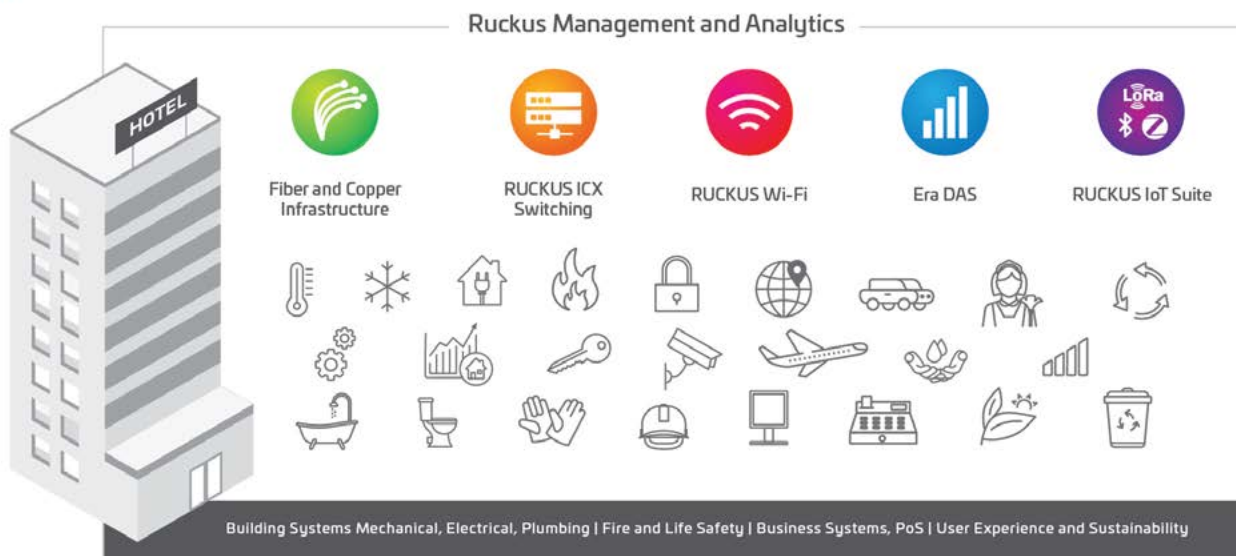 Ruckus Management and Analytics
HOTEL
LoRa
Fiber and Copper
Infrastructure
RUCKUS ICX
Switching
RUCKUS Wi-Fi
Era DAS
RUCKUS IoT Suite
Building Systems Mechanical, Electrical, Plumbing | Fire and Life Safety | Business Systems, PoS | User Experience and Sustainability